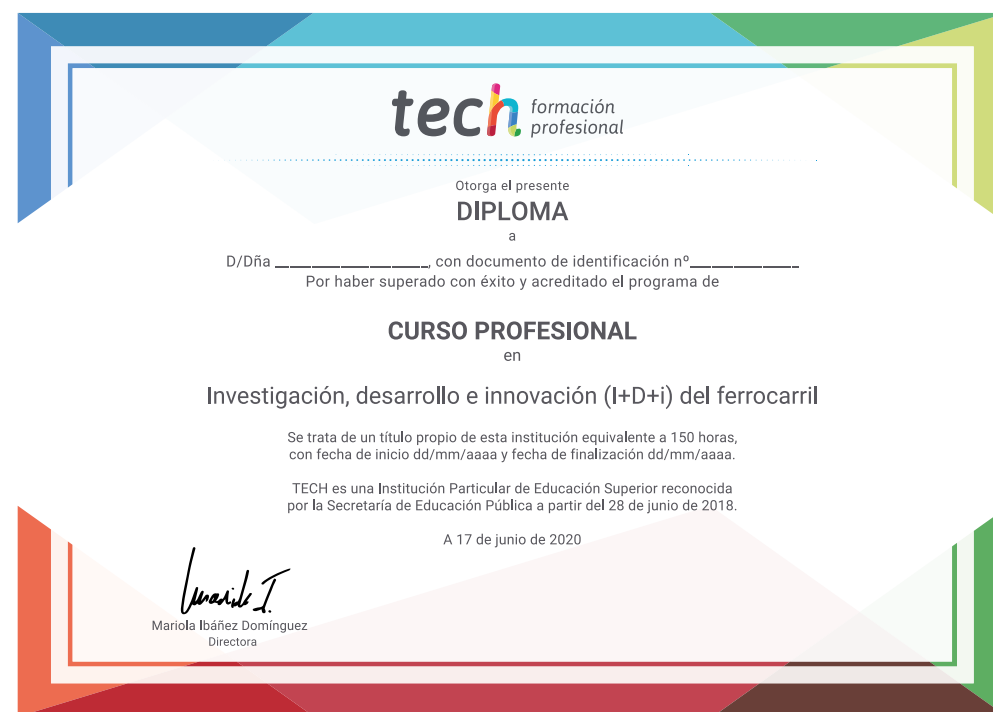 tech formación
profesional
Otorga el presente
DIPLOMA
a
D/Dña ____________________, con documento de identificación nº______________
Por haber superado con éxito y acreditado el programa de
CURSO PROFESIONAL
en
Investigación, desarrollo e innovación (I+D+i) del ferrocarril
Se trata de un título propio de esta institución equivalente a 150 horas,
con fecha de inicio dd/mm/aaaa y fecha de finalización dd/mm/aaaa.
TECH es una Institución Particular de Educación Superior reconocida
por la Secretaría de Educación Pública a partir del 28 de junio de 2018.
A 17 de junio de 2020
Mariola I.
Mariola Ibáñez Domínguez
Directora